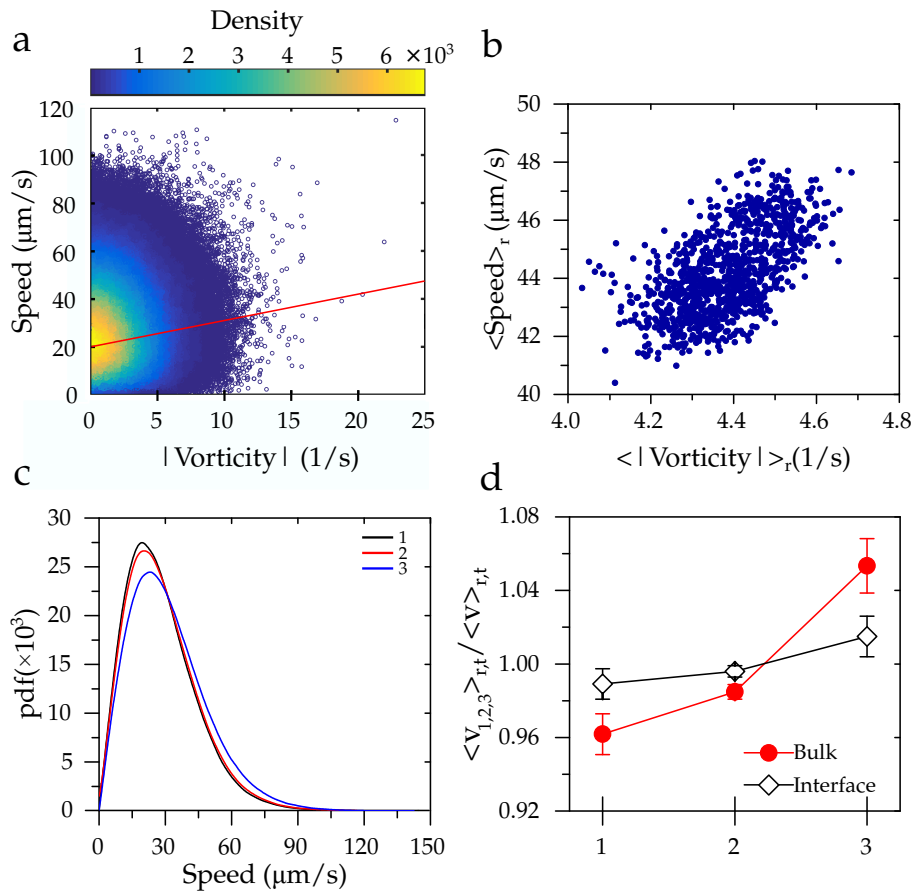 a
Density
1 2 3 4 5 6 ×10³
120
100
80
60
40
20
0
Speed (μm/s)
0 5 10 15 20 25
|Vorticity| (1/s)
b
50
48
46
44
42
40
<Speed>r (μm/s)
4.0 4.2 4.4 4.6 4.8
<|Vorticity|>r(1/s)
c
30
25
20
15
10
5
0
pdf(×10³)
1
2
3
0 30 60 90 120 150
Speed (μm/s)
d
1.08
1.04
1.00
0.96
0.92
<v1,2,3>r,t/<v>r,t
Bulk
Interface
1 2 3